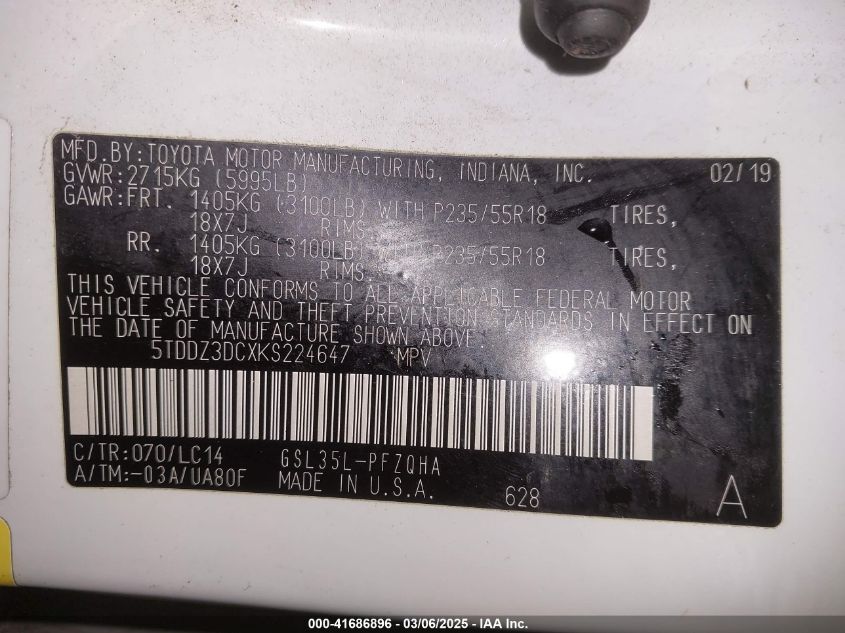 MFD.BY:TOYOTA MOTOR MANUFACTURING, INDIANA, INC. 02/19
GVWR:2715KG (5995LB)
GAWR:FRT. 1405KG (3100LB) WITH P235/55R18 TIRES,
18X7J RIMS,
RR. 1405KG (3100LB) WITH P235/55R18 TIRES,
18X7J RIMS,
THIS VEHICLE CONFORMS TO ALL APPLICABLE FEDERAL MOTOR
VEHICLE SAFETY AND THEFT PREVENTION STANDARDS IN EFFECT ON
THE DATE OF MANUFACTURE SHOWN ABOVE.
5TDDZ3DCXKS224647 MPV
C/TR:070/LC14 GSL35L-PFZQHA
A/TM:-03A/UA80F MADE IN U.S.A. 628 A
000-41686896 - 03/06/2025 - IAA Inc.